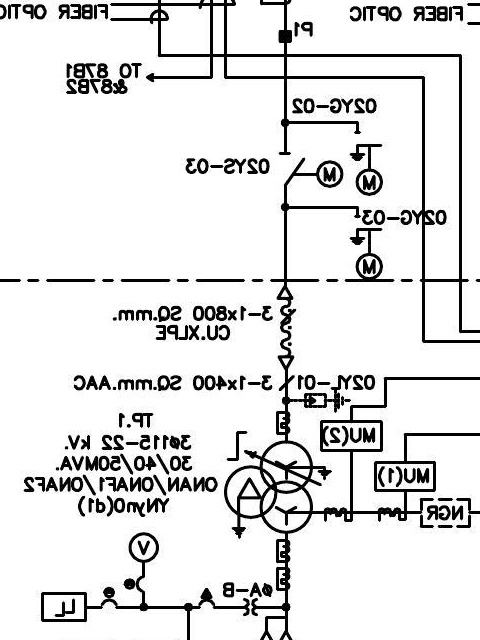 FIBER OPTIC
FIBER OPTIC
P1
TO 87B1
&87B2
02YG-02
02YS-03
M
M
02YG-03
M
3-1x800 SQ.mm.
CU.XLPE
3-1x400 SQ.mm.AAC
02YL-01
TP.1
3ø115-22 kV.
30/40/50MVA.
ONAN/ONAF1/ONAF2
YNyn0(d1)
MU(2)
MU(1)
NGR
V
øA-B
LL